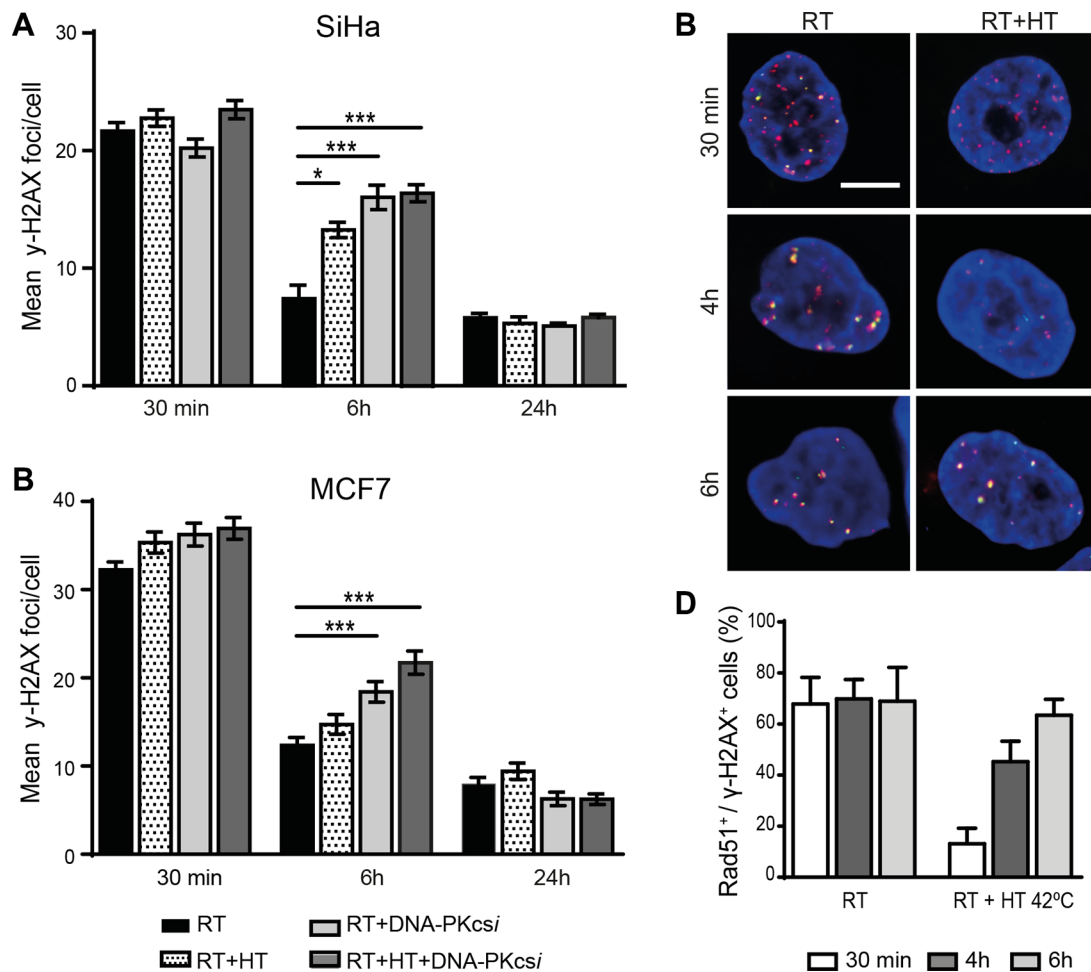 A
SiHa
Mean y-H2AX foci/cell
30
20
10
0
***
***
*
30 min
6h
24h
B
MCF7
Mean y-H2AX foci/cell
40
30
20
10
0
***
***
30 min
6h
24h
RT
RT+DNA-PKcsi
RT+HT
RT+HT+DNA-PKcsi
B
RT
RT+HT
30 min
4h
6h
D
Rad51⁺ / γ-H2AX⁺ cells (%)
100
80
60
40
20
0
RT
RT + HT 42ºC
30 min
4h
6h